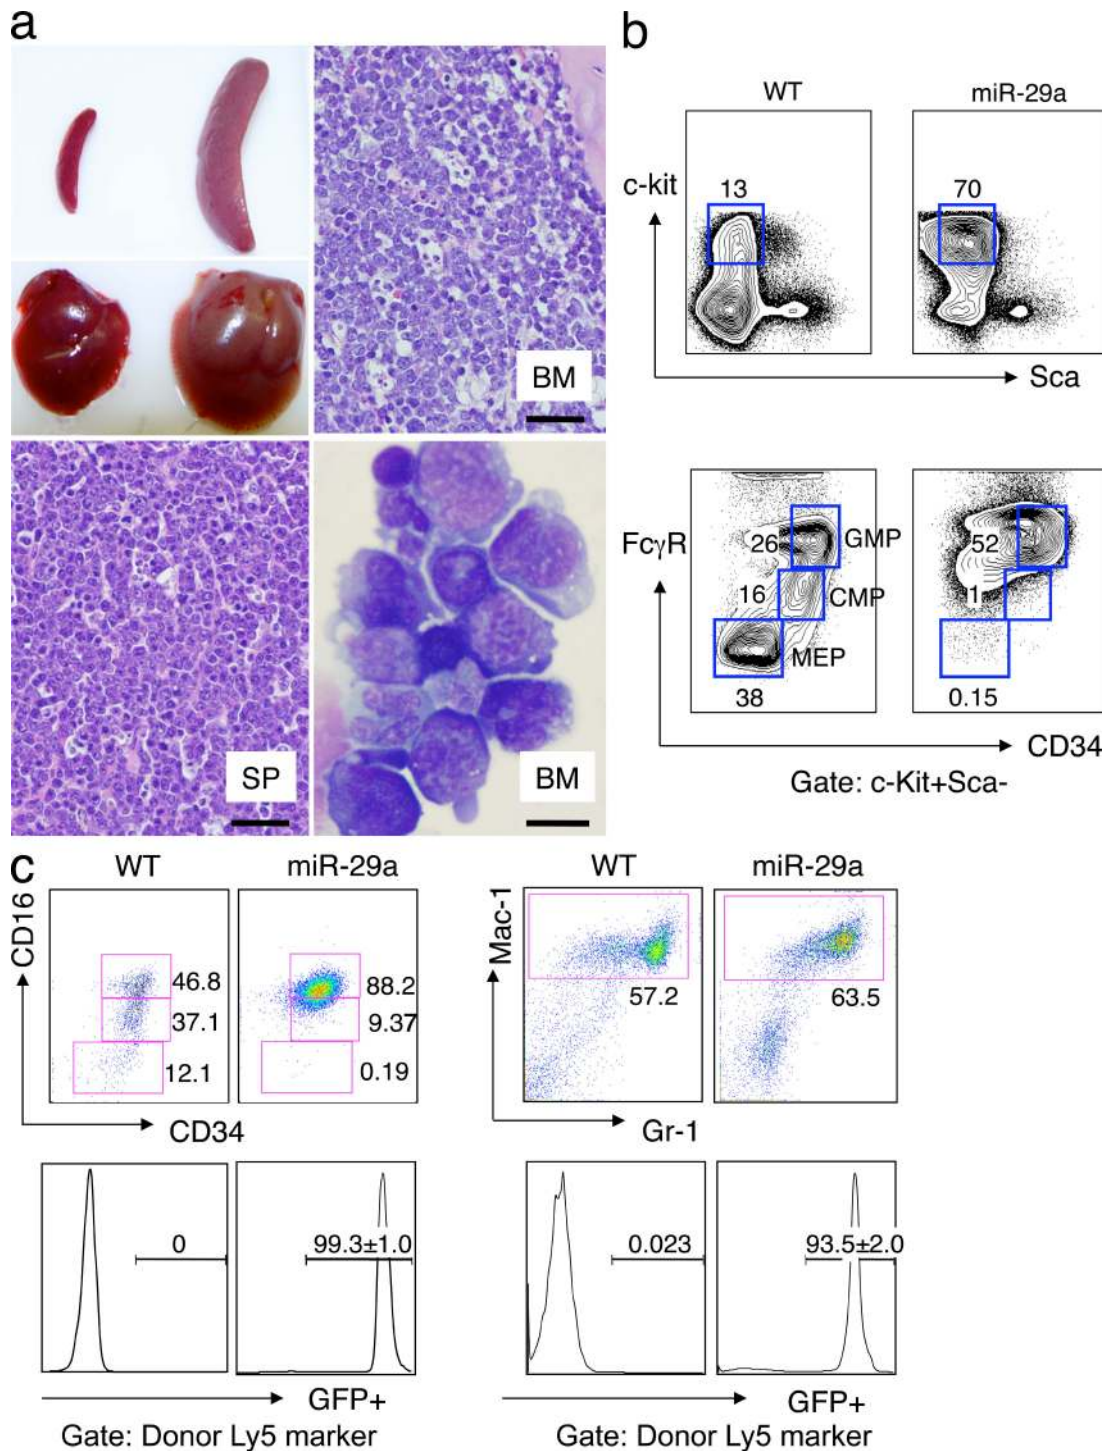 a
BM
SP
BM
b
WT miR-29a
c-kit
13 70
Sca
FcγR
26 GMP 52
16 CMP 1
MEP
38 0.15
CD34
Gate: c-Kit+Sca-
c
WT miR-29a
CD16
46.8 88.2
37.1 9.37
12.1 0.19
CD34
WT miR-29a
Mac-1
57.2 63.5
Gr-1
0 99.3±1.0
GFP+
Gate: Donor Ly5 marker
0.023 93.5±2.0
GFP+
Gate: Donor Ly5 marker